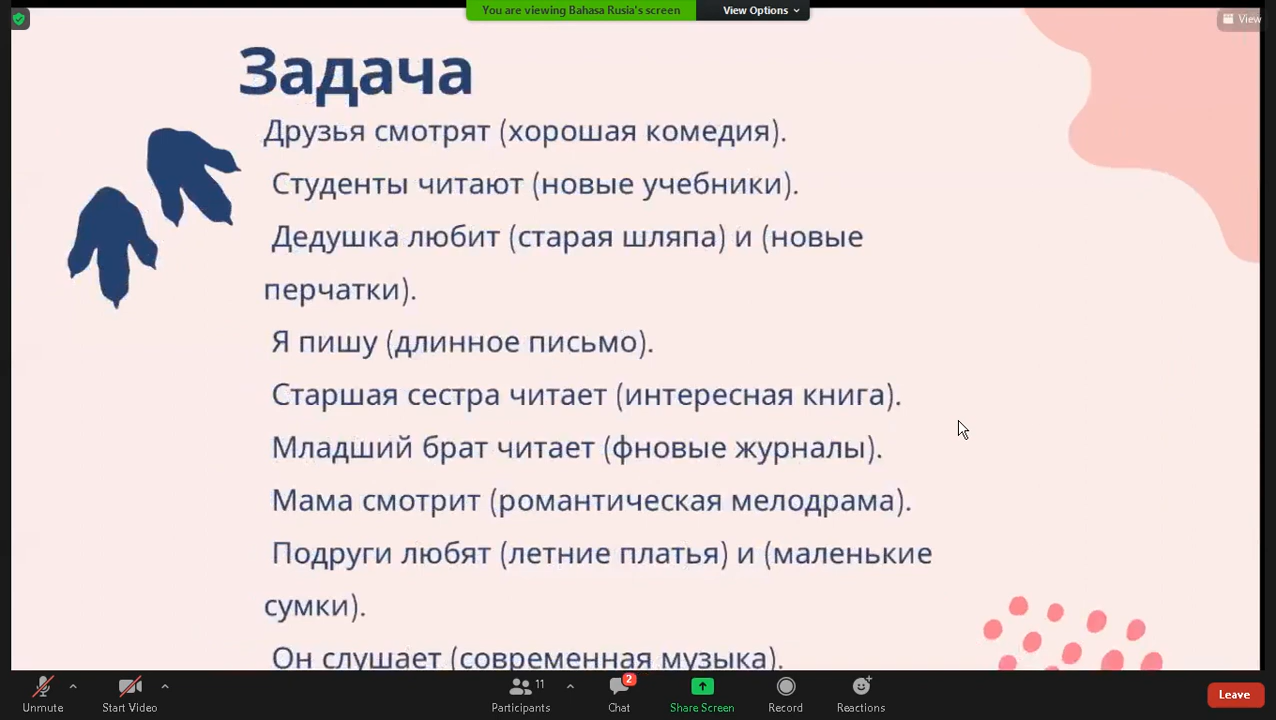 You are viewing Bahasa Rusia's screen
View Options
View
Задача
Друзья смотрят (хорошая комедия).
Студенты читают (новые учебники).
Дедушка любит (старая шляпа) и (новые
перчатки).
Я пишу (длинное письмо).
Старшая сестра читает (интересная книга).
Младший брат читает (фновые журналы).
Мама смотрит (романтическая мелодрама).
Подруги любят (летние платья) и (маленькие
сумки).
Он слушает (современная музыка).
Unmute
Start Video
11
Participants
2
Chat
Share Screen
Record
Reactions
Leave